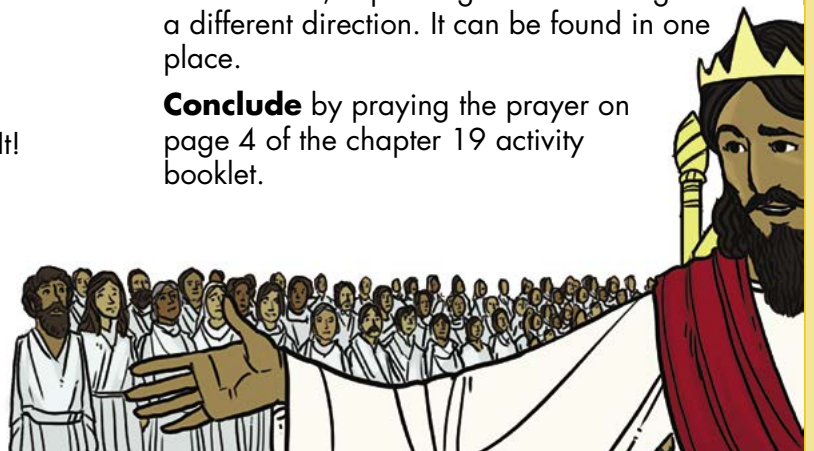 a different direction. It can be found in one
place.
Conclude by praying the prayer on
page 4 of the chapter 19 activity
booklet.
lt!